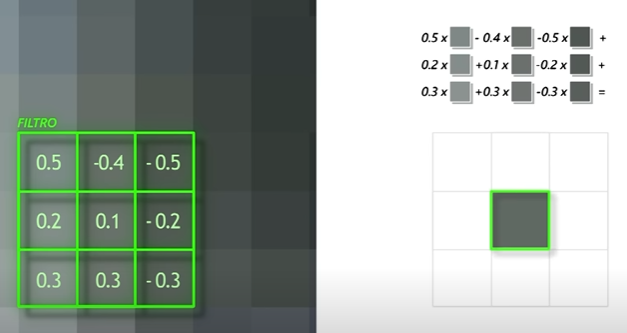 0.5 x - 0.4 x -0.5 x +
0.2 x +0.1 x -0.2 x +
0.3 x +0.3 x -0.3 x =
FILTRO
0.5 -0.4 - 0.5
0.2 0.1 - 0.2
0.3 0.3 - 0.3